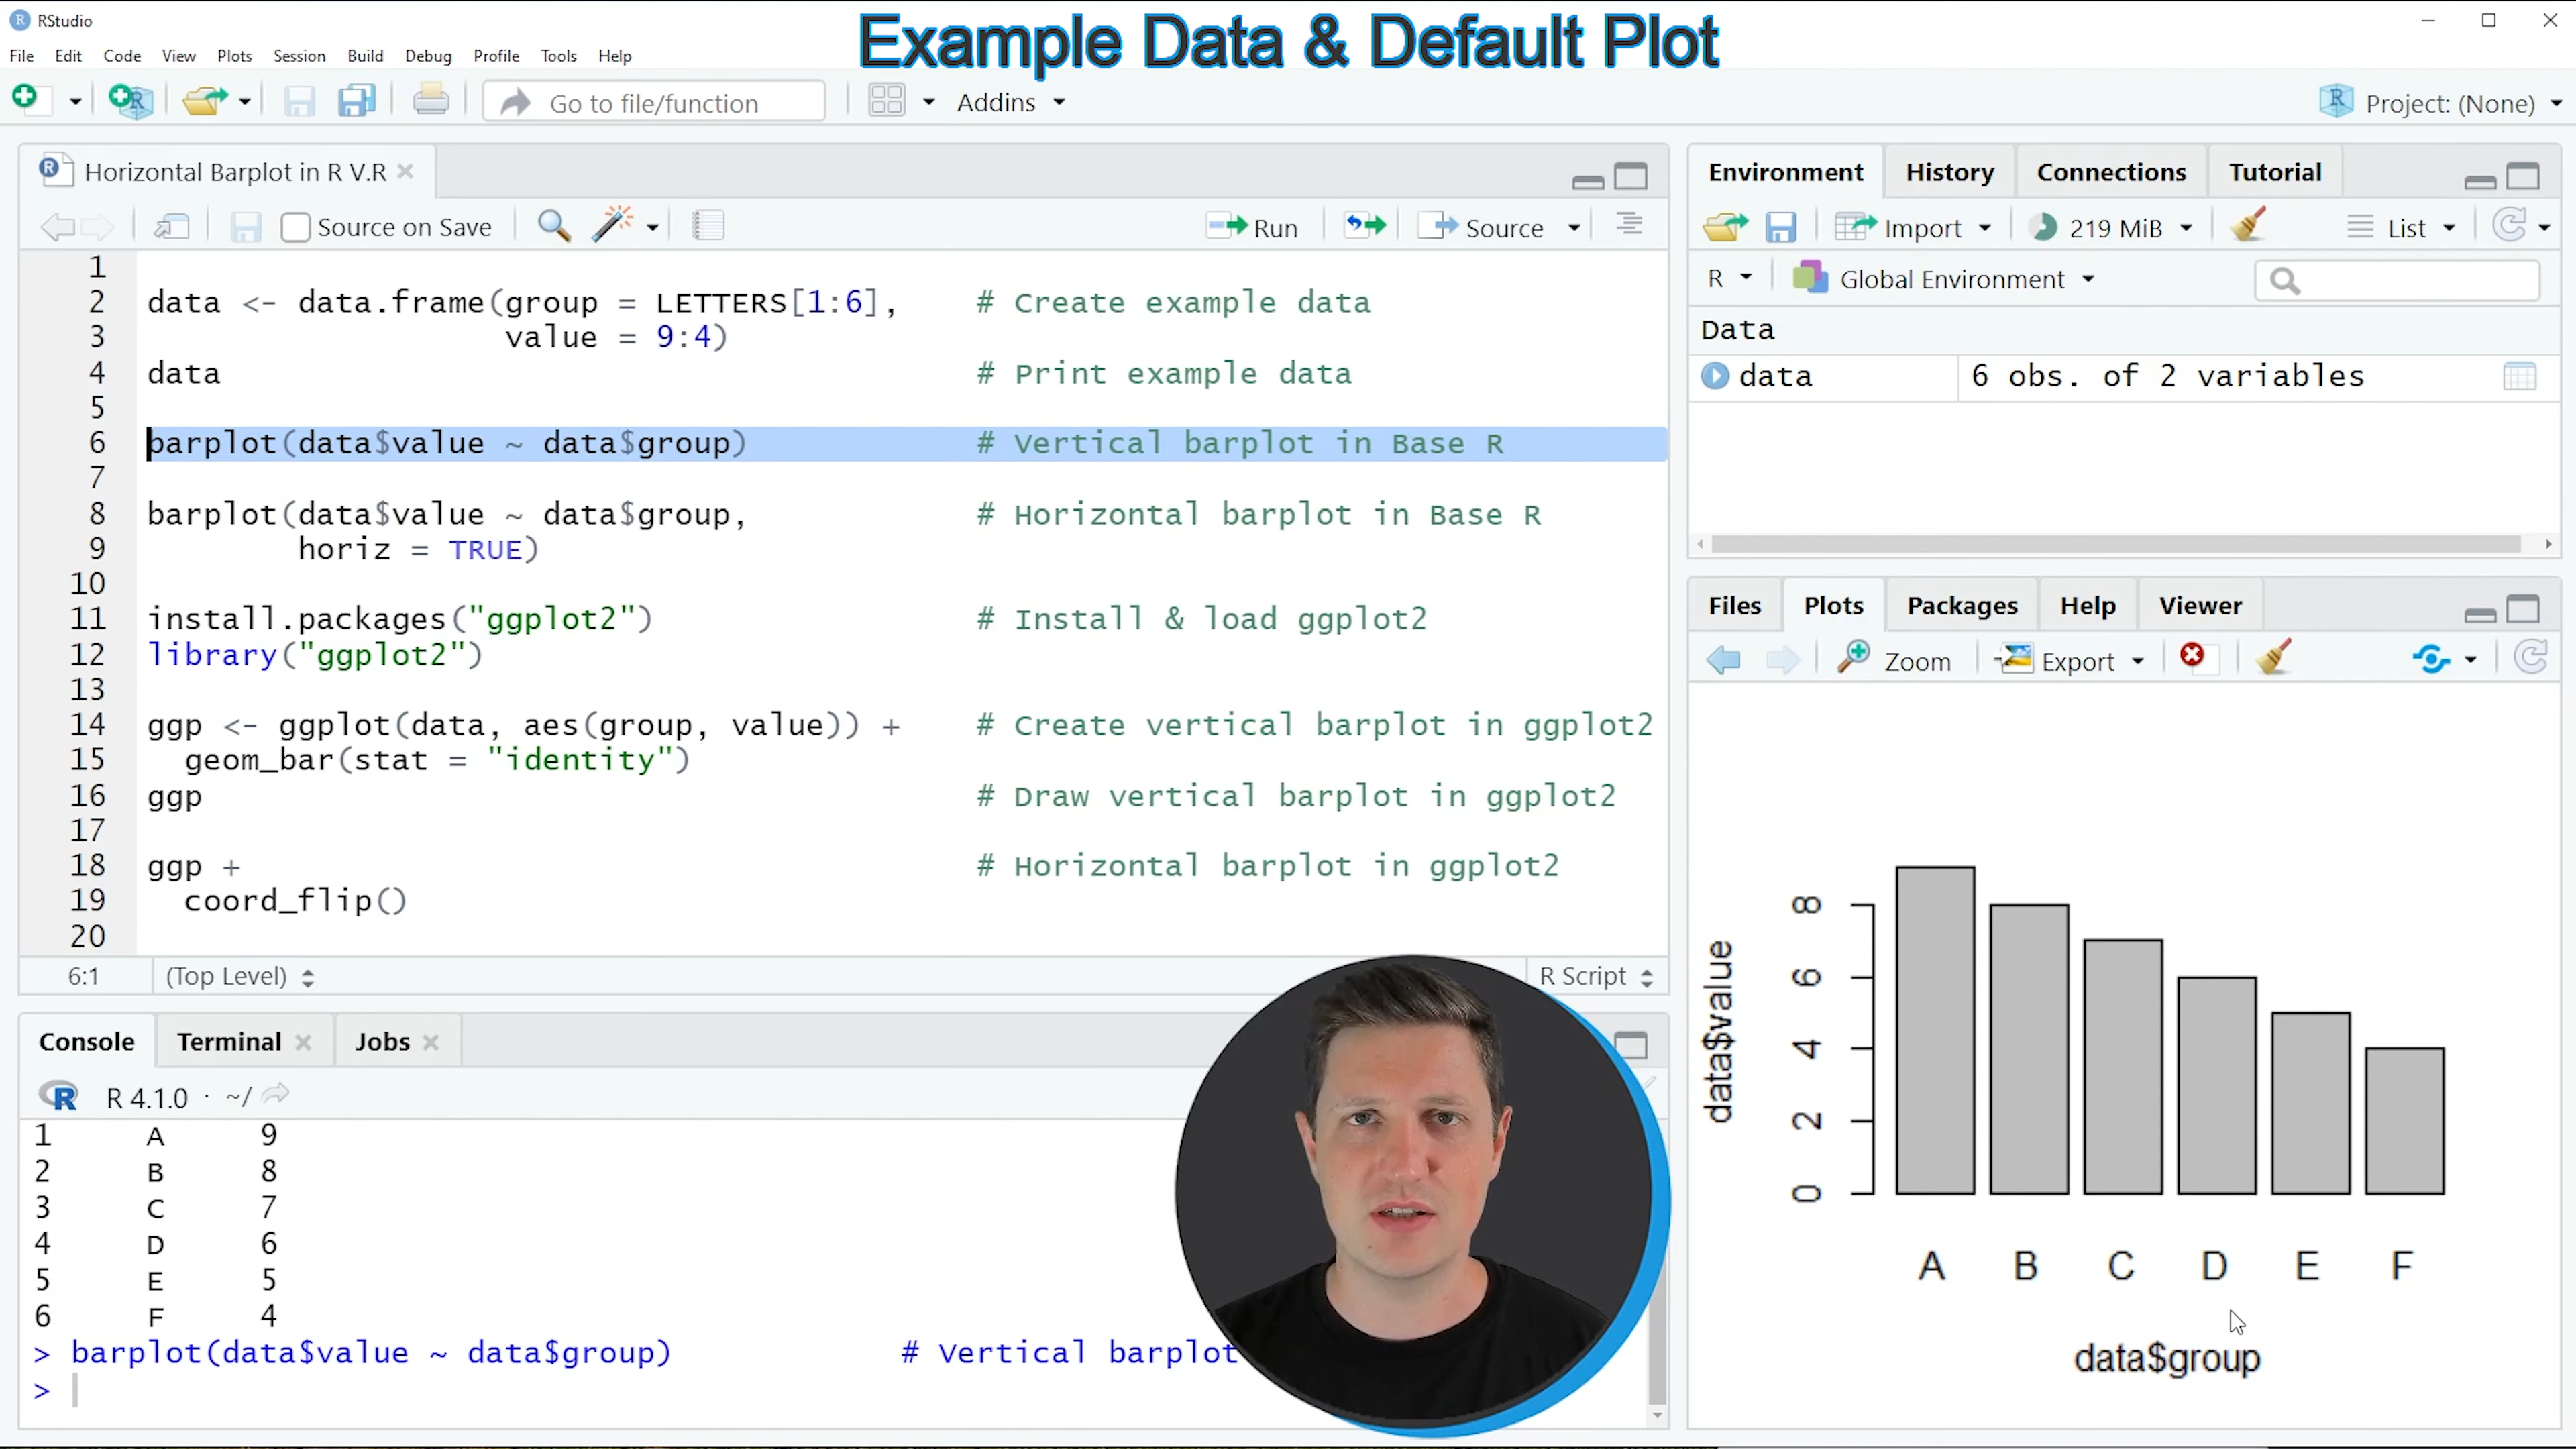 RStudio
Example Data & Default Plot
File Edit Code View Plots Session Build Debug Profile Tools Help
Go to file/function
Addins
Project: (None)
Horizontal Barplot in R V.R
Source on Save
Run
Source
1
2 data <- data.frame(group = LETTERS[1:6], # Create example data
3 value = 9:4)
4 data # Print example data
5
6 barplot(data$value ~ data$group) # Vertical barplot in Base R
7
8 barplot(data$value ~ data$group, # Horizontal barplot in Base R
9 horiz = TRUE)
10
11 install.packages("ggplot2") # Install & load ggplot2
12 library("ggplot2")
13
14 ggp <- ggplot(data, aes(group, value)) + # Create vertical barplot in ggplot2
15 geom_bar(stat = "identity")
16 ggp # Draw vertical barplot in ggplot2
17
18 ggp + # Horizontal barplot in ggplot2
19 coord_flip()
20
6:1 (Top Level) R Script
Console Terminal Jobs
R 4.1.0 · ~/
1 A 9
2 B 8
3 C 7
4 D 6
5 E 5
6 F 4
> barplot(data$value ~ data$group) # Vertical barplot
>
Environment History Connections Tutorial
Import 219 MiB List
R Global Environment
Data
data 6 obs. of 2 variables
Files Plots Packages Help Viewer
Zoom Export
data$value
8
6
4
2
0
A B C D E F
data$group